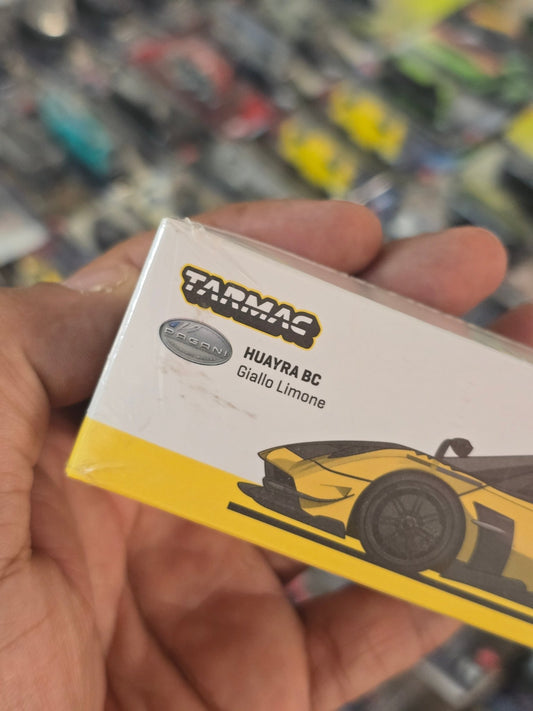 TARMAC
PAGANI
HUAYRA BC
Giallo Limone